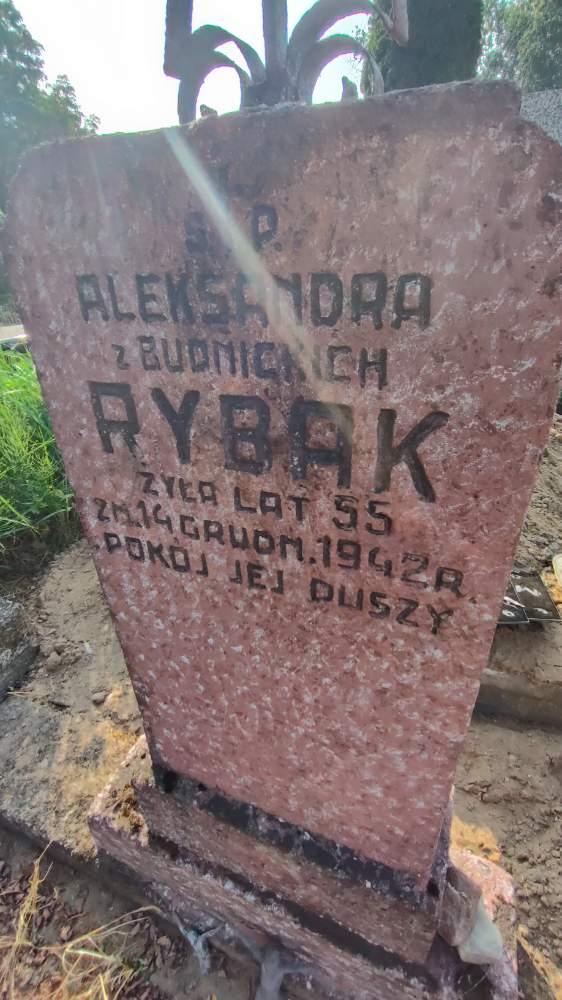 Ś. P.
ALEKSANDRA
z BUDNICKICH
RYBAK
ŻYŁA LAT 55
ZM. 14 GRUDN. 1942 R.
POKÓJ JEJ DUSZY